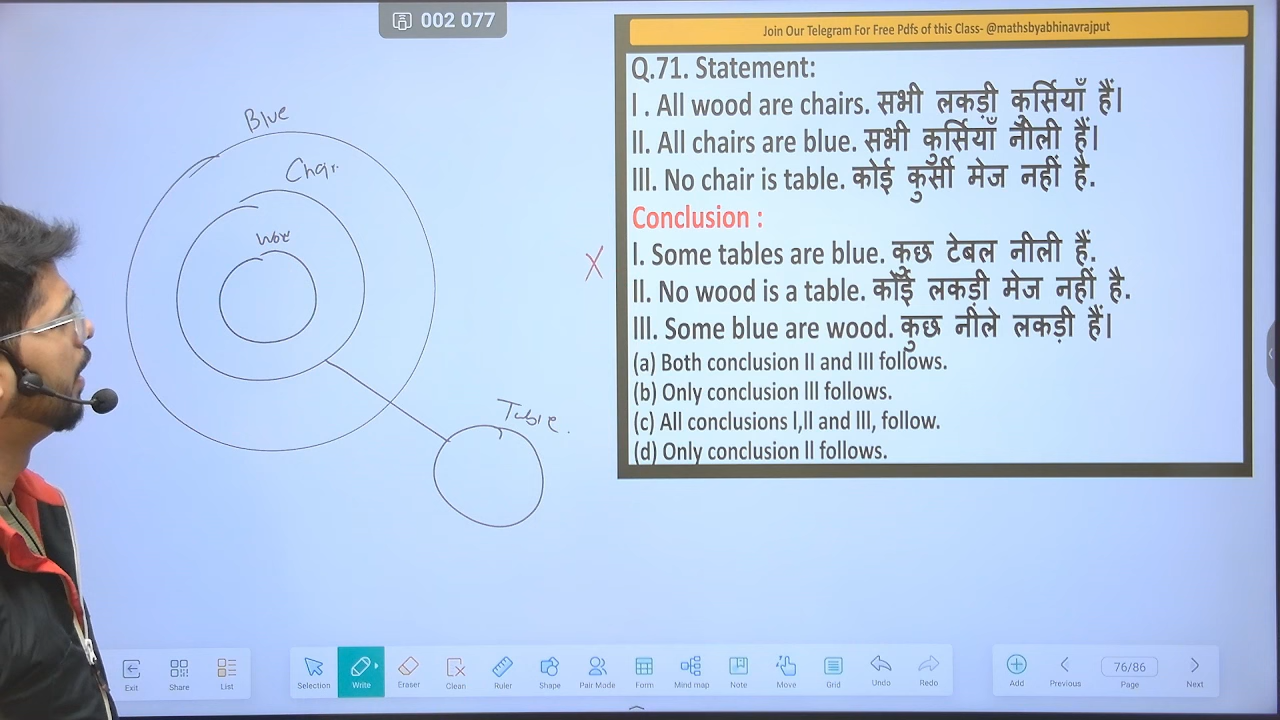 002 077
Join Our Telegram For Free Pdfs of this Class- @mathsbyabhinavrajput
Q.71. Statement:
I . All wood are chairs. सभी लकड़ी कुर्सियाँ हैं।
II. All chairs are blue. सभी कुर्सियाँ नीली हैं।
III. No chair is table. कोई कुर्सी मेज नहीं है.
Conclusion :
X
I. Some tables are blue. कुछ टेबल नीली हैं.
II. No wood is a table. कोई लकड़ी मेज नहीं है.
III. Some blue are wood. कुछ नीले लकड़ी हैं।
(a) Both conclusion II and III follows.
(b) Only conclusion III follows.
(c) All conclusions I,II and III, follow.
(d) Only conclusion II follows.
Blue
Chair
Table.
Exit
Share
List
Selection
Write
Eraser
Clean
Ruler
Shape
Pair Mode
Form
Mind map
Note
Move
Grid
Undo
Redo
Add
Previous
76/86
Page
Next